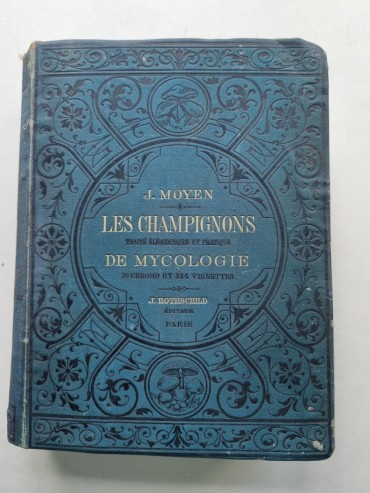 J. MOYEN
LES CHAMPIGNONS
TRAITÉ ÉLÉMENTAIRE ET PRATIQUE
DE MYCOLOGIE
20 CHROMO ET 334 VIGNETTES
J. ROTHSCHILD
ÉDITEUR
PARIS